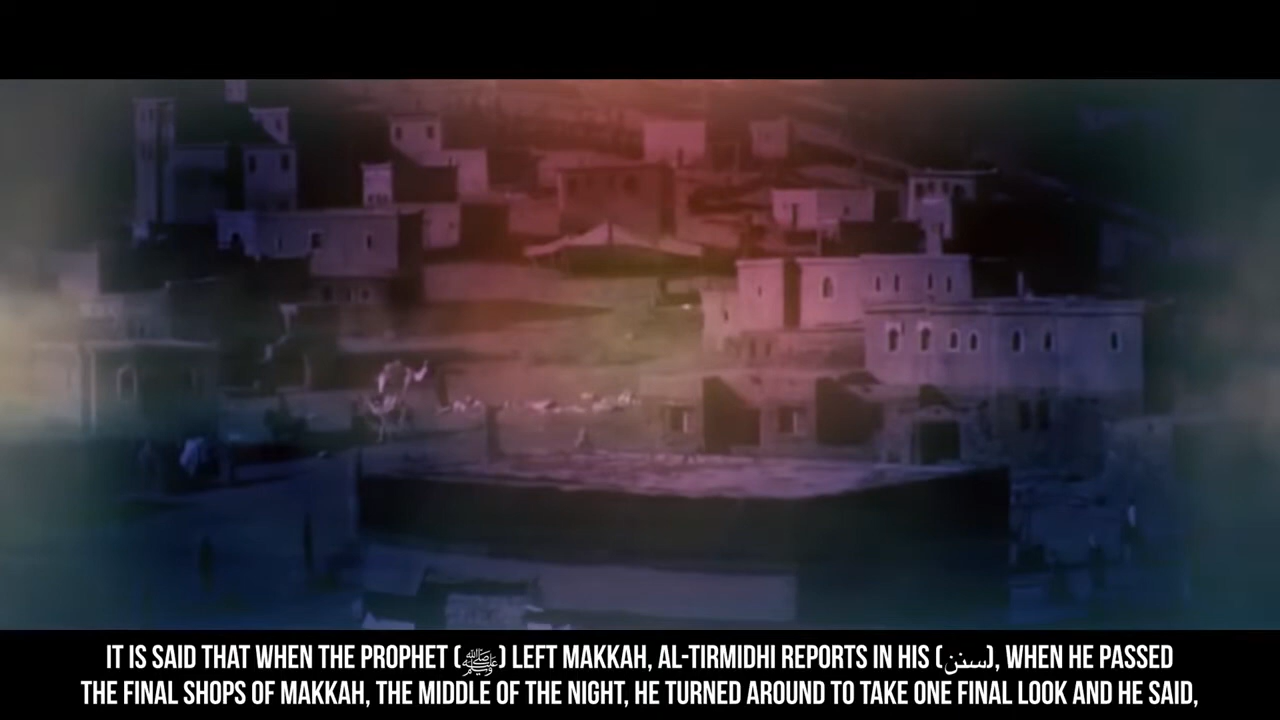 IT IS SAID THAT WHEN THE PROPHET (ﷺ) LEFT MAKKAH, AL-TIRMIDHI REPORTS IN HIS (سنن), WHEN HE PASSED
THE FINAL SHOPS OF MAKKAH, THE MIDDLE OF THE NIGHT, HE TURNED AROUND TO TAKE ONE FINAL LOOK AND HE SAID,